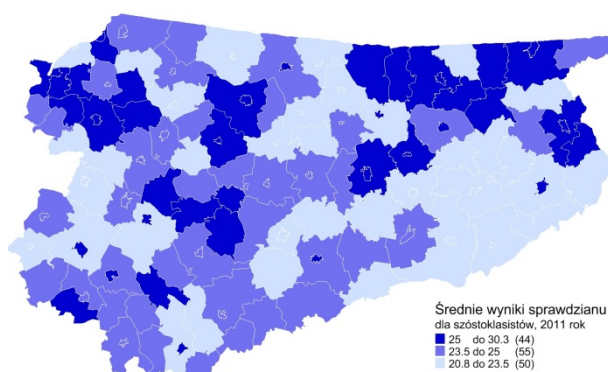 Średnie wyniki sprawdzianu
dla szóstoklasistów, 2011 rok
25 do 30.3 (44)
23.5 do 25 (55)
20.8 do 23.5 (50)